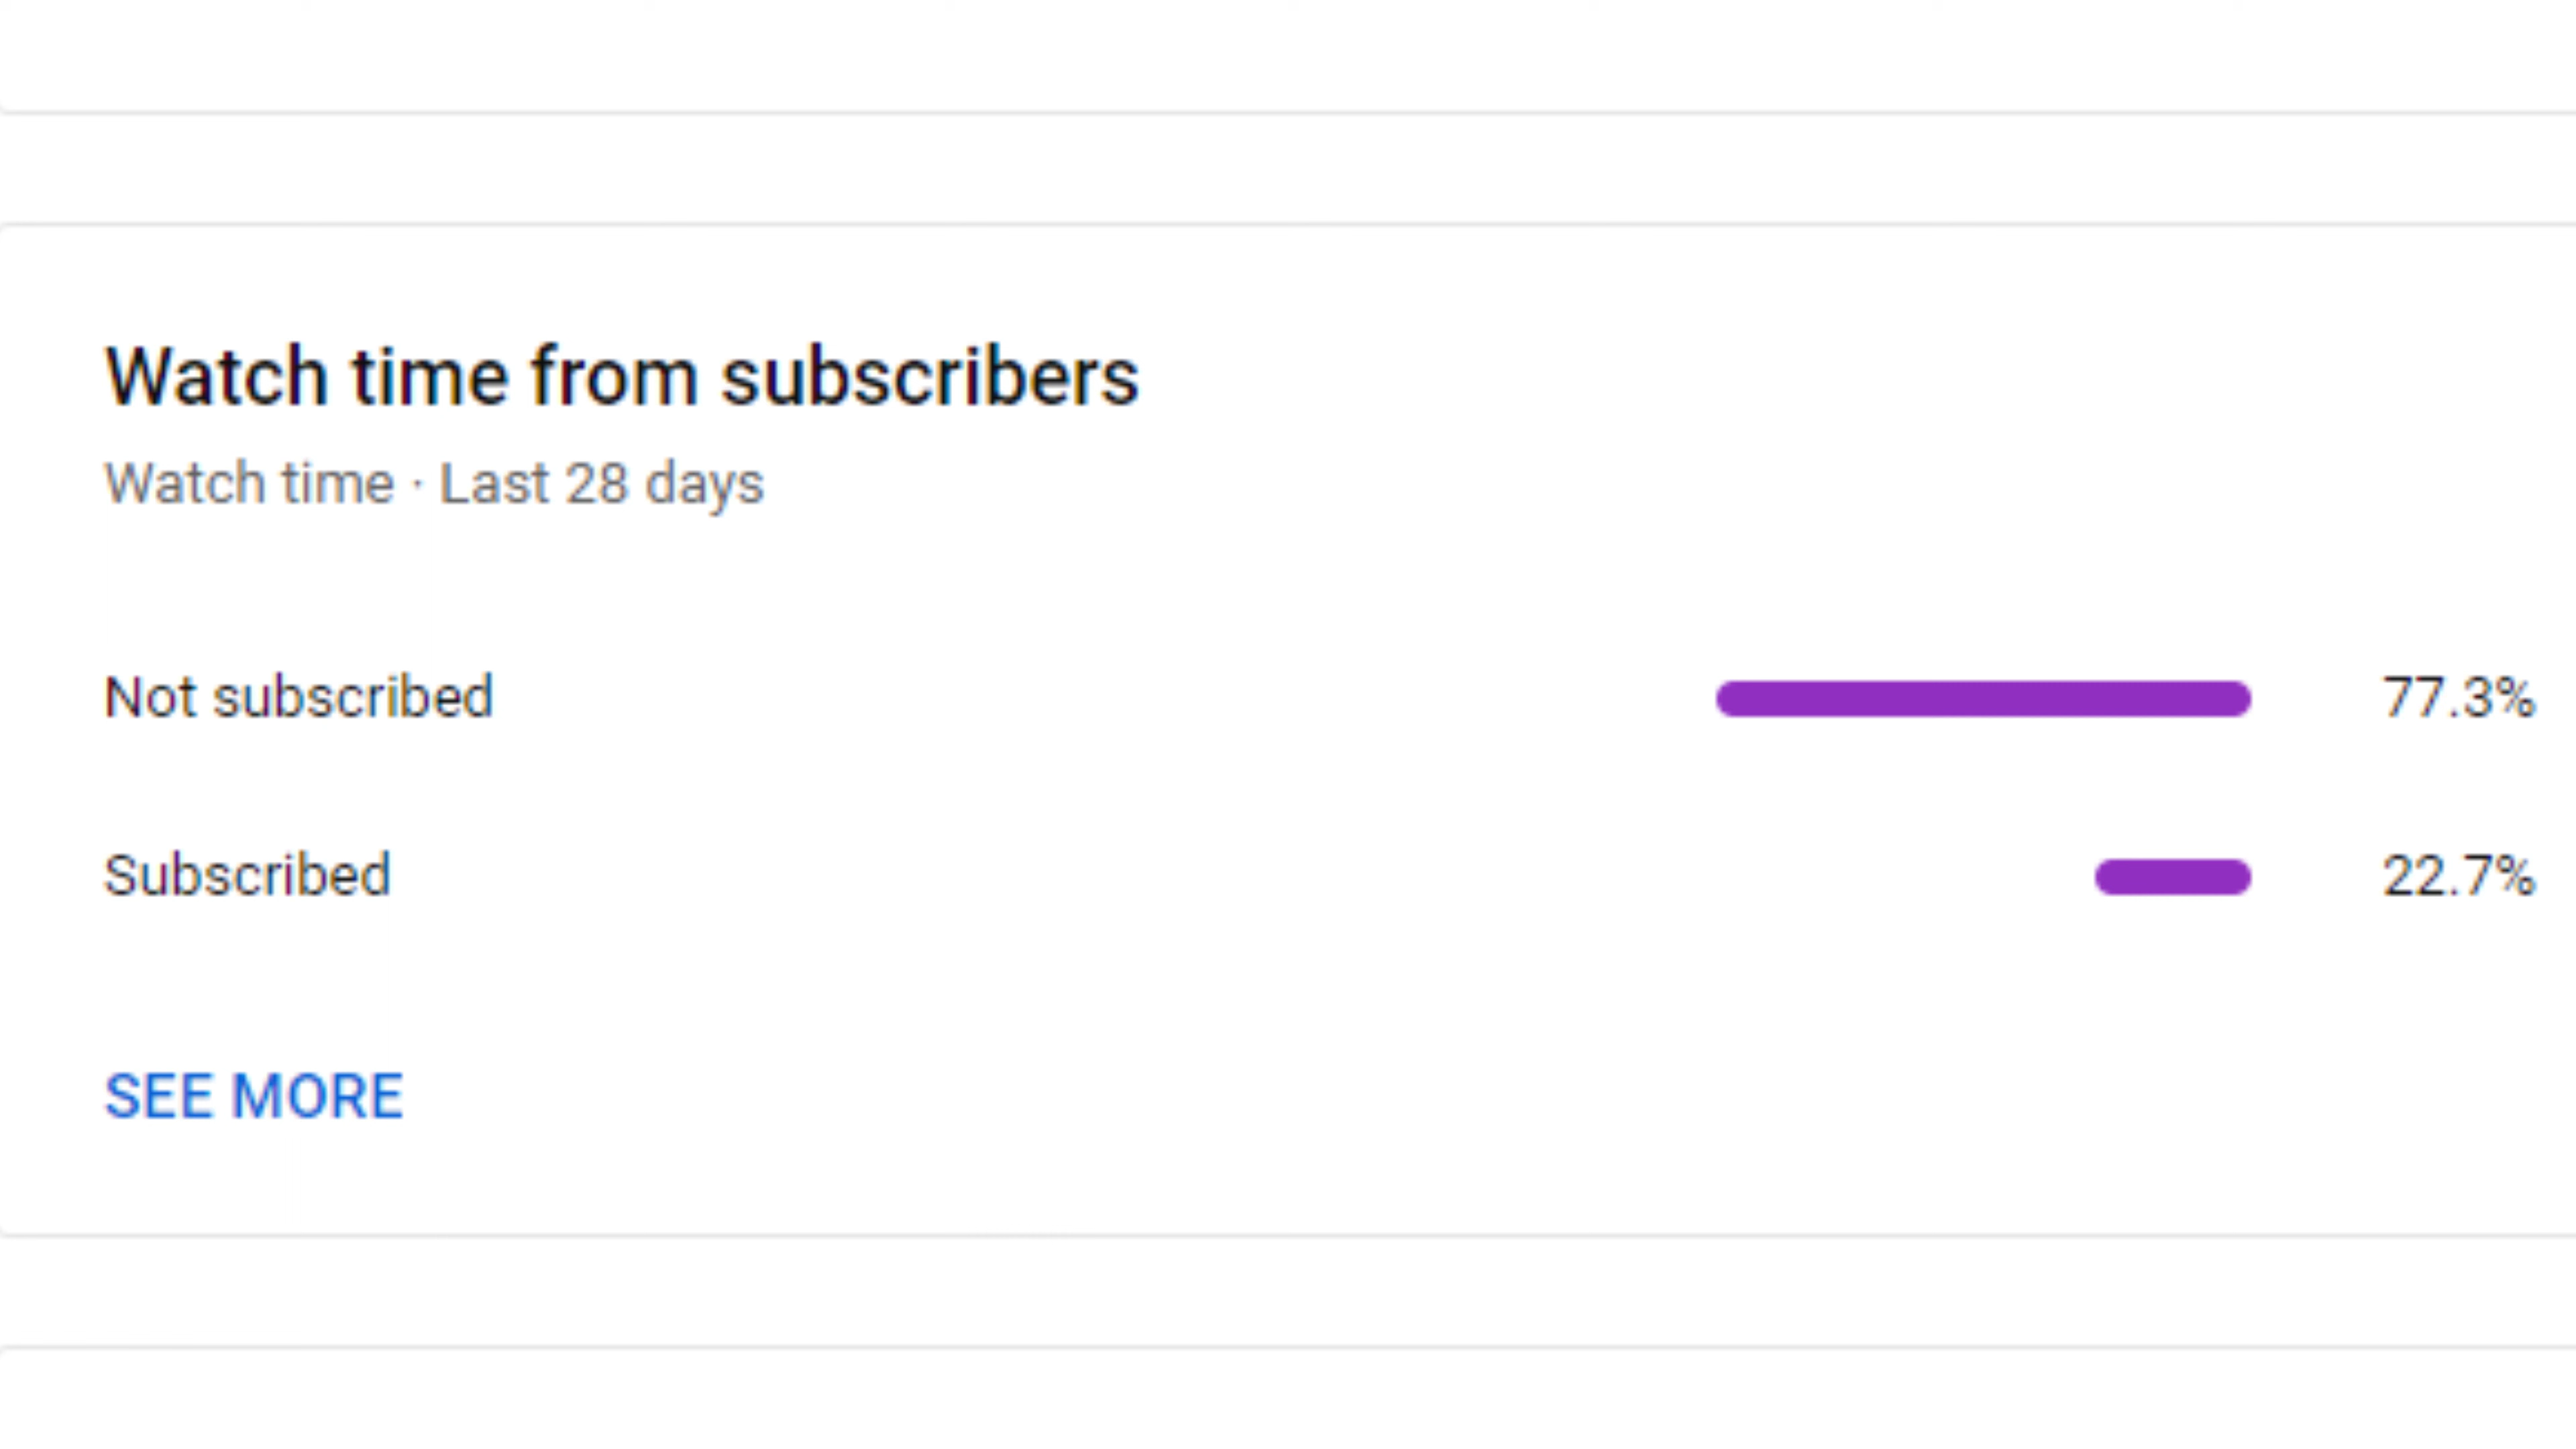 Watch time from subscribers
Watch time · Last 28 days
Not subscribed 77.3%
Subscribed 22.7%
SEE MORE